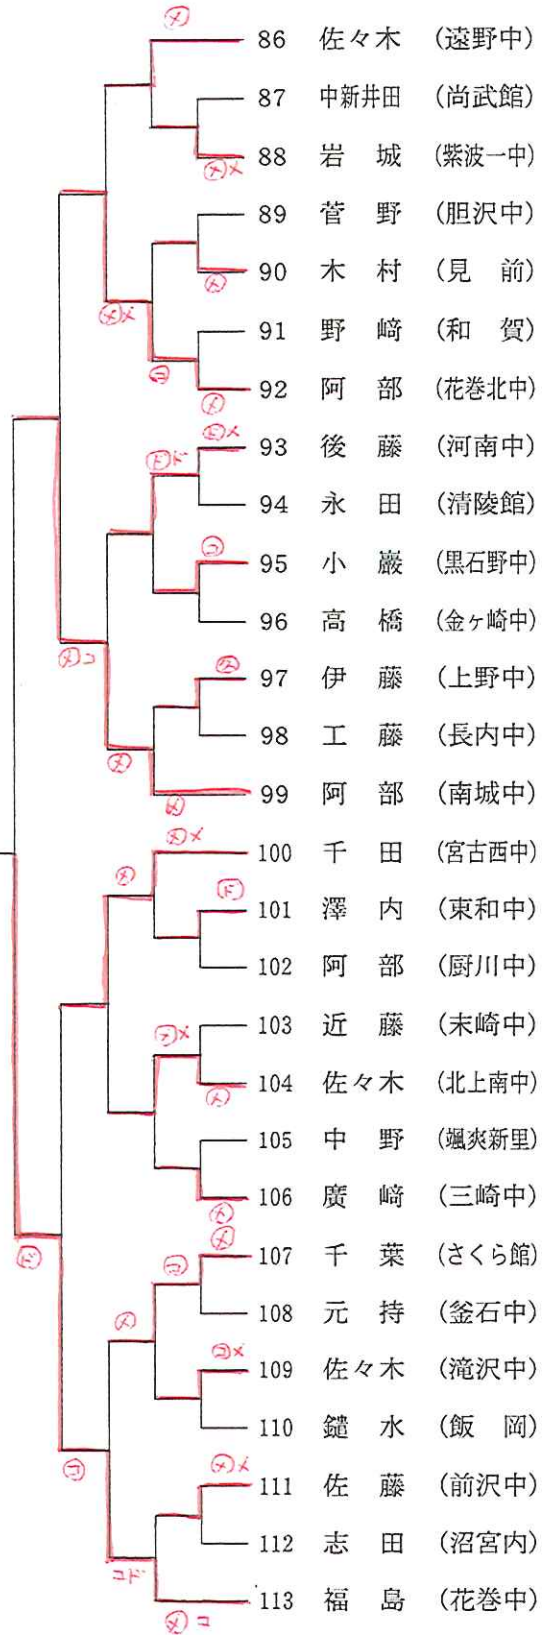 86 佐々木 (遠野中)
87 中新井田 (尚武館)
88 岩城 (紫波一中)
89 菅野 (胆沢中)
90 木村 (見前)
91 野﨑 (和賀)
92 阿部 (花巻北中)
93 後藤 (河南中)
94 永田 (清陵館)
95 小巌 (黒石野中)
96 高橋 (金ヶ崎中)
97 伊藤 (上野中)
98 工藤 (長内中)
99 阿部 (南城中)
100 千田 (宮古西中)
101 澤内 (東和中)
102 阿部 (厨川中)
103 近藤 (末崎中)
104 佐々木 (北上南中)
105 中野 (颯爽新里)
106 廣﨑 (三崎中)
107 千葉 (さくら館)
108 元持 (釜石中)
109 佐々木 (滝沢中)
110 鑓水 (飯岡)
111 佐藤 (前沢中)
112 志田 (沼宮内)
113 福島 (花巻中)